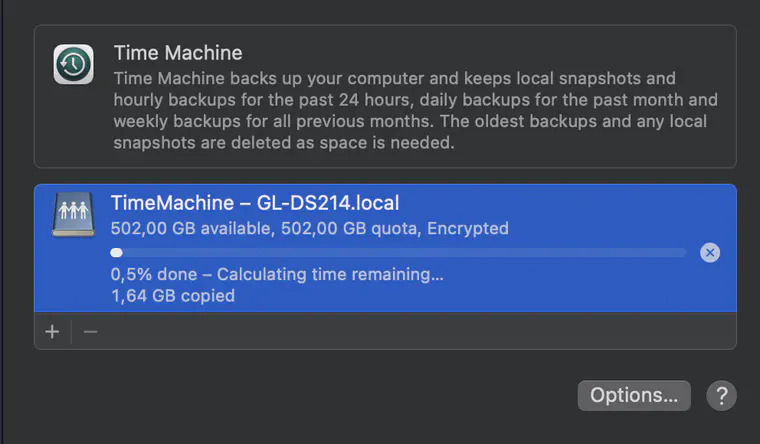 Time Machine
Time Machine backs up your computer and keeps local snapshots and
hourly backups for the past 24 hours, daily backups for the past month and
weekly backups for all previous months. The oldest backups and any local
snapshots are deleted as space is needed.
TimeMachine – GL-DS214.local
502,00 GB available, 502,00 GB quota, Encrypted
0,5% done – Calculating time remaining...
1,64 GB copied
+ −
Options... ?